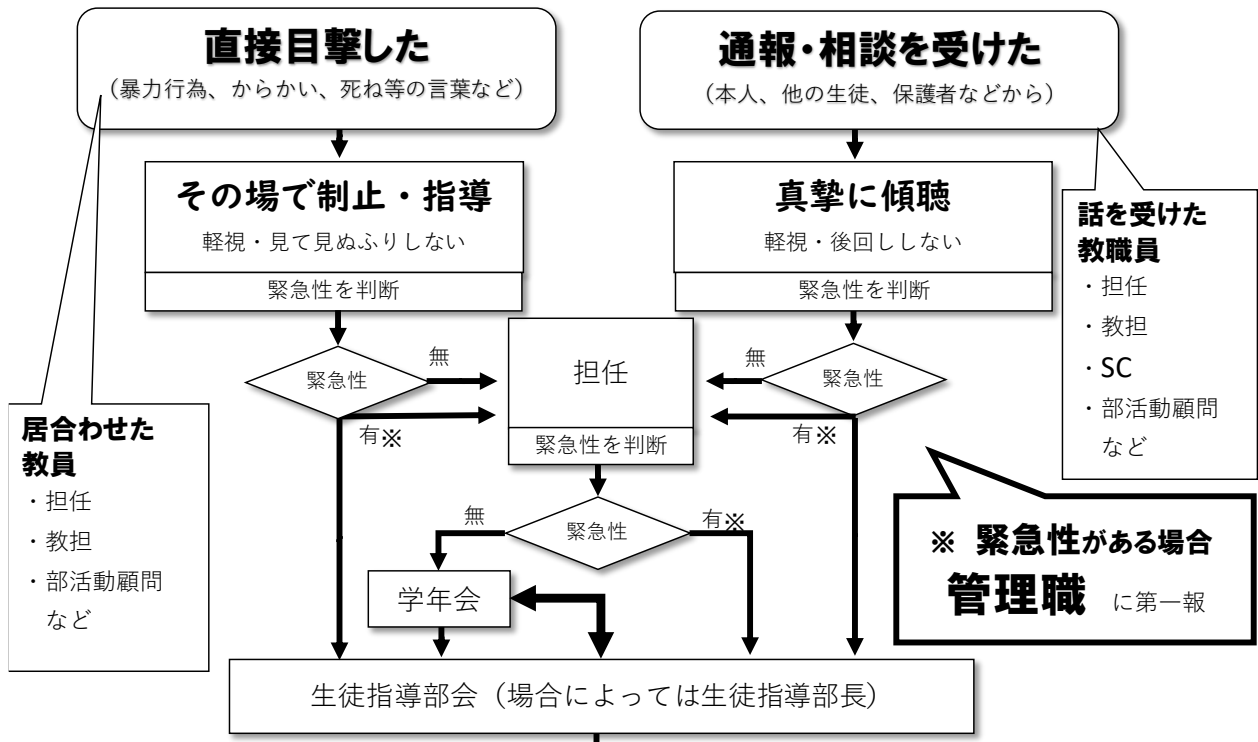 直接目撃した
（暴力行為、からかい、死ね等の言葉など）
通報・相談を受けた
（本人、他の生徒、保護者などから）
その場で制止・指導
軽視・見て見ぬふりしない
緊急性を判断
真摯に傾聴
軽視・後回ししない
緊急性を判断
話を受けた
教職員
・担任
・教担
・SC
・部活動顧問
など
緊急性
無
有※
担任
緊急性を判断
無
緊急性
有※
居合わせた
教員
・担任
・教担
・部活動顧問
など
無
緊急性
有※
※ 緊急性がある場合
管理職 に第一報
学年会
生徒指導部会（場合によっては生徒指導部長）